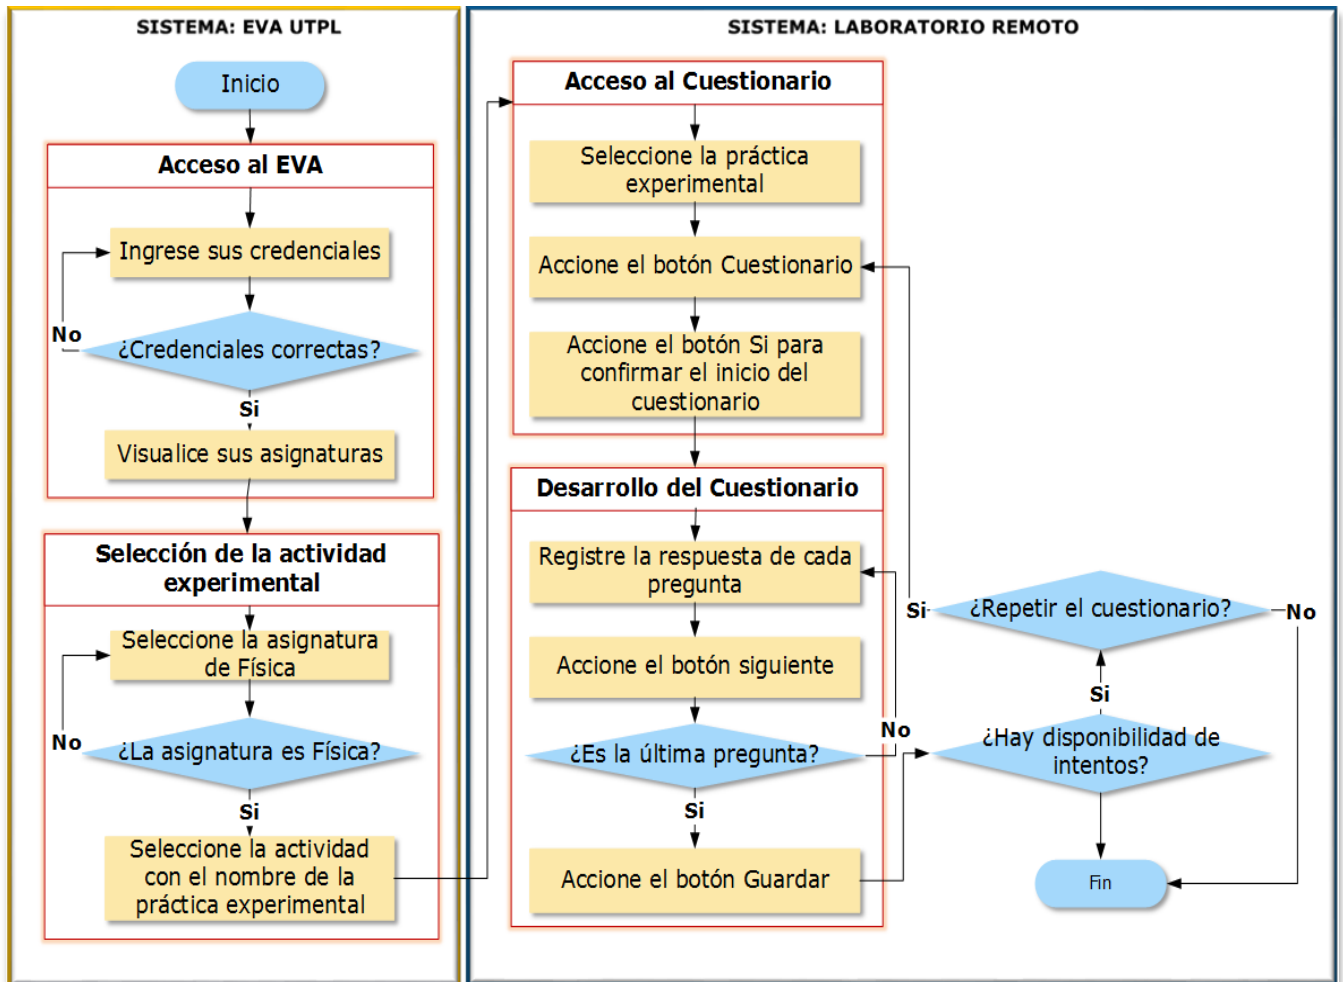 SISTEMA: EVA UTPL
Inicio
Acceso al EVA
Ingrese sus credenciales
No
¿Credenciales correctas?
Si
Visualice sus asignaturas
Selección de la actividad
experimental
Seleccione la asignatura
de Física
No
¿La asignatura es Física?
Si
Seleccione la actividad
con el nombre de la
práctica experimental
SISTEMA: LABORATORIO REMOTO
Acceso al Cuestionario
Seleccione la práctica
experimental
Accione el botón Cuestionario
Accione el botón Si para
confirmar el inicio del
cuestionario
Desarrollo del Cuestionario
Registre la respuesta de cada
pregunta
Accione el botón siguiente
No
¿Es la última pregunta?
Si
Accione el botón Guardar
Si
¿Repetir el cuestionario?
No
Si
¿Hay disponibilidad de
intentos?
Fin